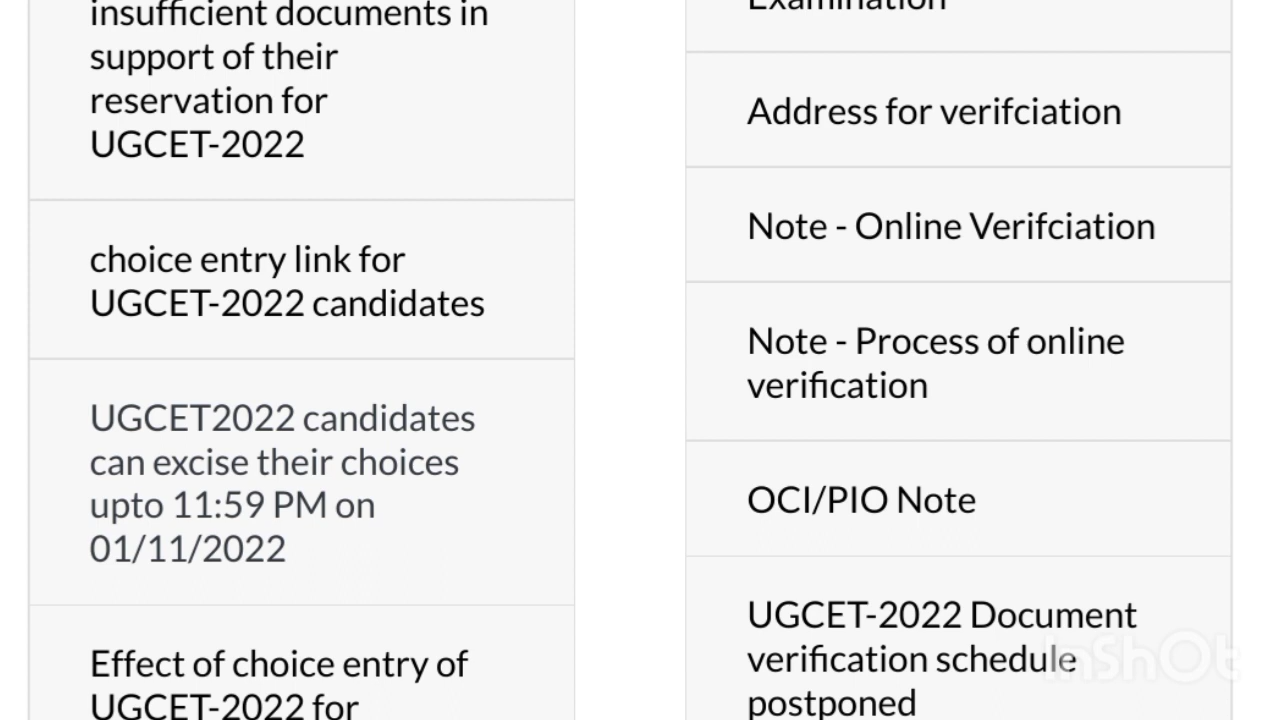 insufficient documents in
support of their
reservation for
UGCET-2022
choice entry link for
UGCET-2022 candidates
UGCET2022 candidates
can excise their choices
upto 11:59 PM on
01/11/2022
Effect of choice entry of
UGCET-2022 for
Examination
Address for verifciation
Note - Online Verifciation
Note - Process of online
verification
OCI/PIO Note
UGCET-2022 Document
verification schedule
postponed
InShOt